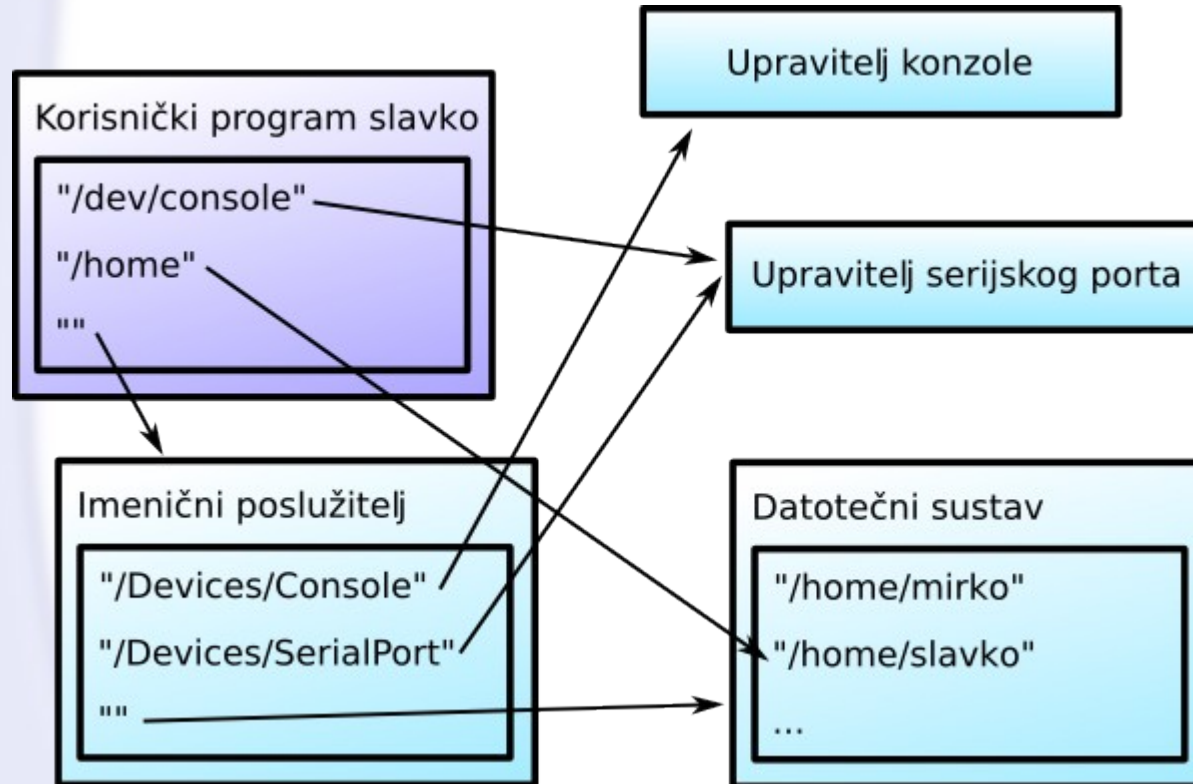 Upravitelj konzole
Korisnički program slavko
"/dev/console"
"/home"
""
Upravitelj serijskog porta
Imenični poslužitelj
"/Devices/Console"
"/Devices/SerialPort"
""
Datotečni sustav
"/home/mirko"
"/home/slavko"
...